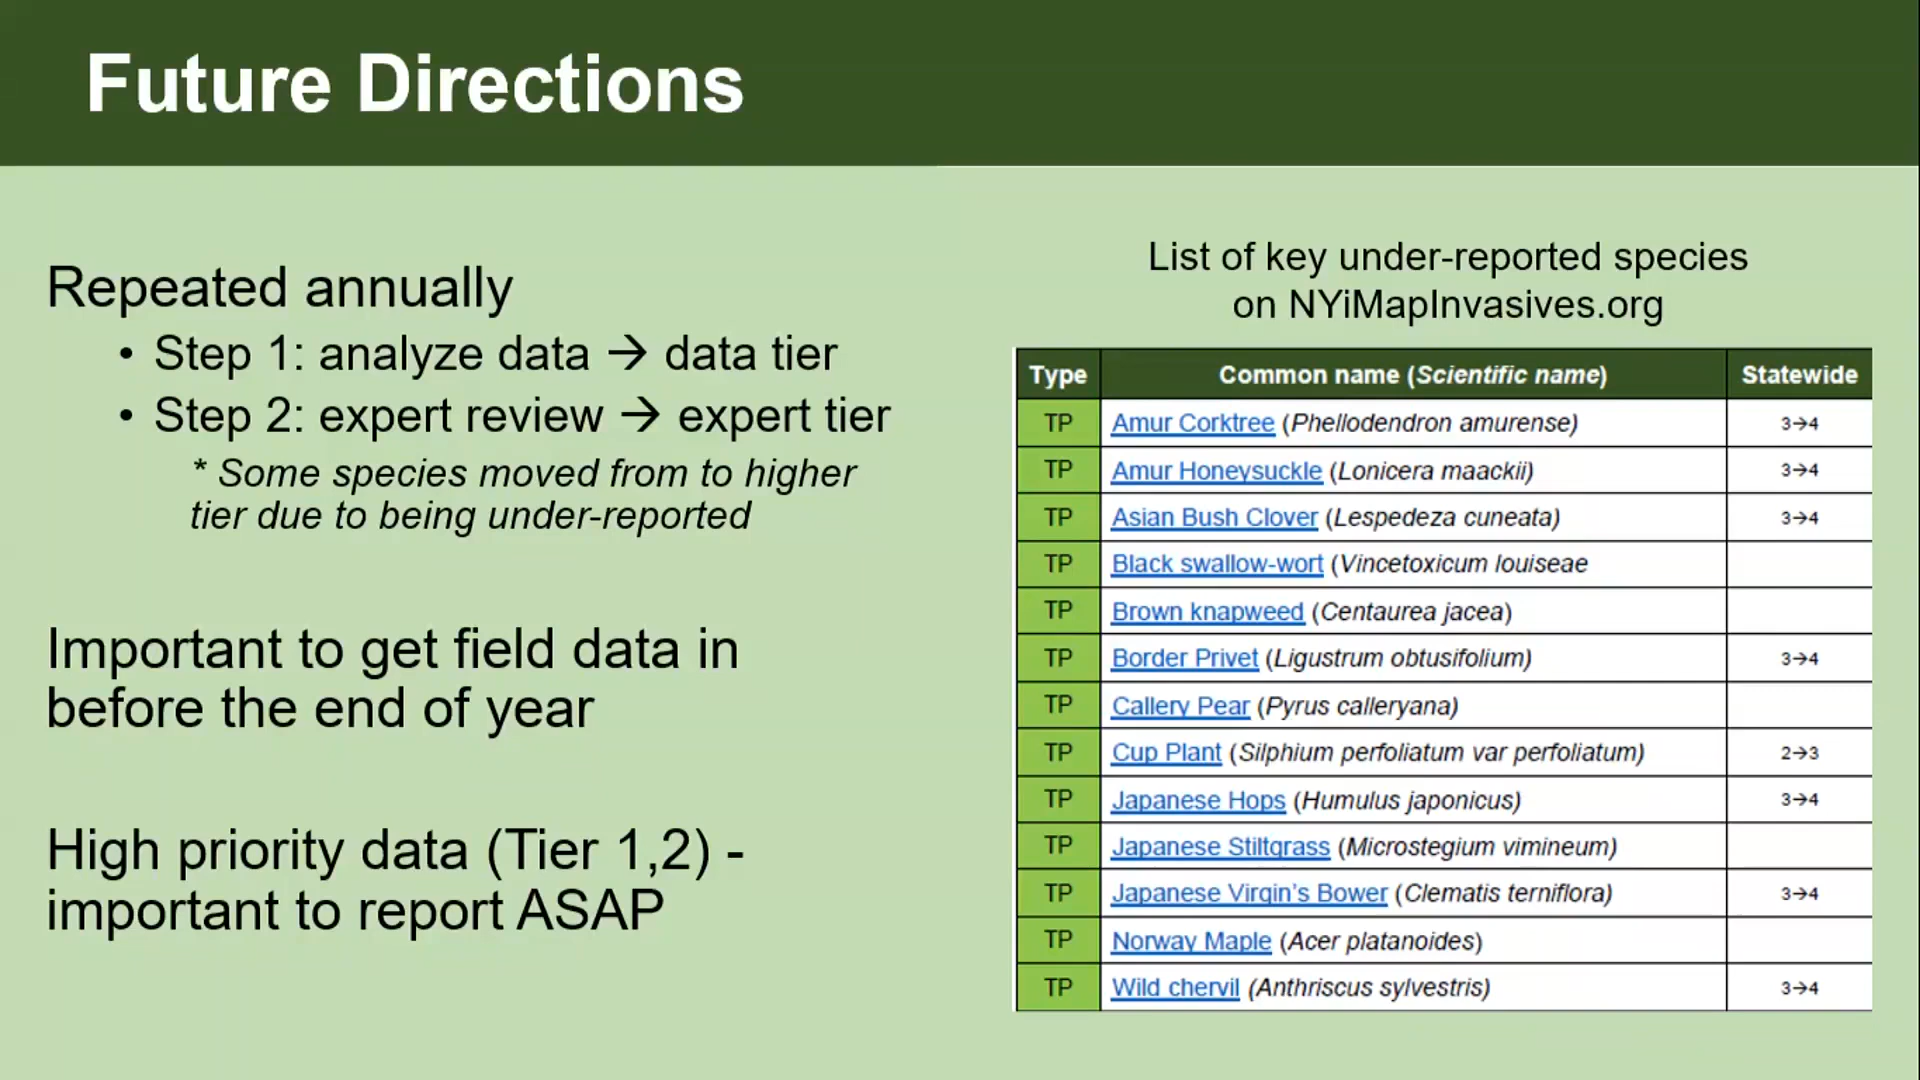 Future Directions
Repeated annually
• Step 1: analyze data → data tier
• Step 2: expert review → expert tier
* Some species moved from to higher
tier due to being under-reported
Important to get field data in
before the end of year
High priority data (Tier 1,2) -
important to report ASAP
List of key under-reported species
on NYiMapInvasives.org
Type Common name (Scientific name) Statewide
TP Amur Corktree (Phellodendron amurense) 3→4
TP Amur Honeysuckle (Lonicera maackii) 3→4
TP Asian Bush Clover (Lespedeza cuneata) 3→4
TP Black swallow-wort (Vincetoxicum louiseae
TP Brown knapweed (Centaurea jacea)
TP Border Privet (Ligustrum obtusifolium) 3→4
TP Callery Pear (Pyrus calleryana)
TP Cup Plant (Silphium perfoliatum var perfoliatum) 2→3
TP Japanese Hops (Humulus japonicus) 3→4
TP Japanese Stiltgrass (Microstegium vimineum)
TP Japanese Virgin's Bower (Clematis terniflora) 3→4
TP Norway Maple (Acer platanoides)
TP Wild chervil (Anthriscus sylvestris) 3→4